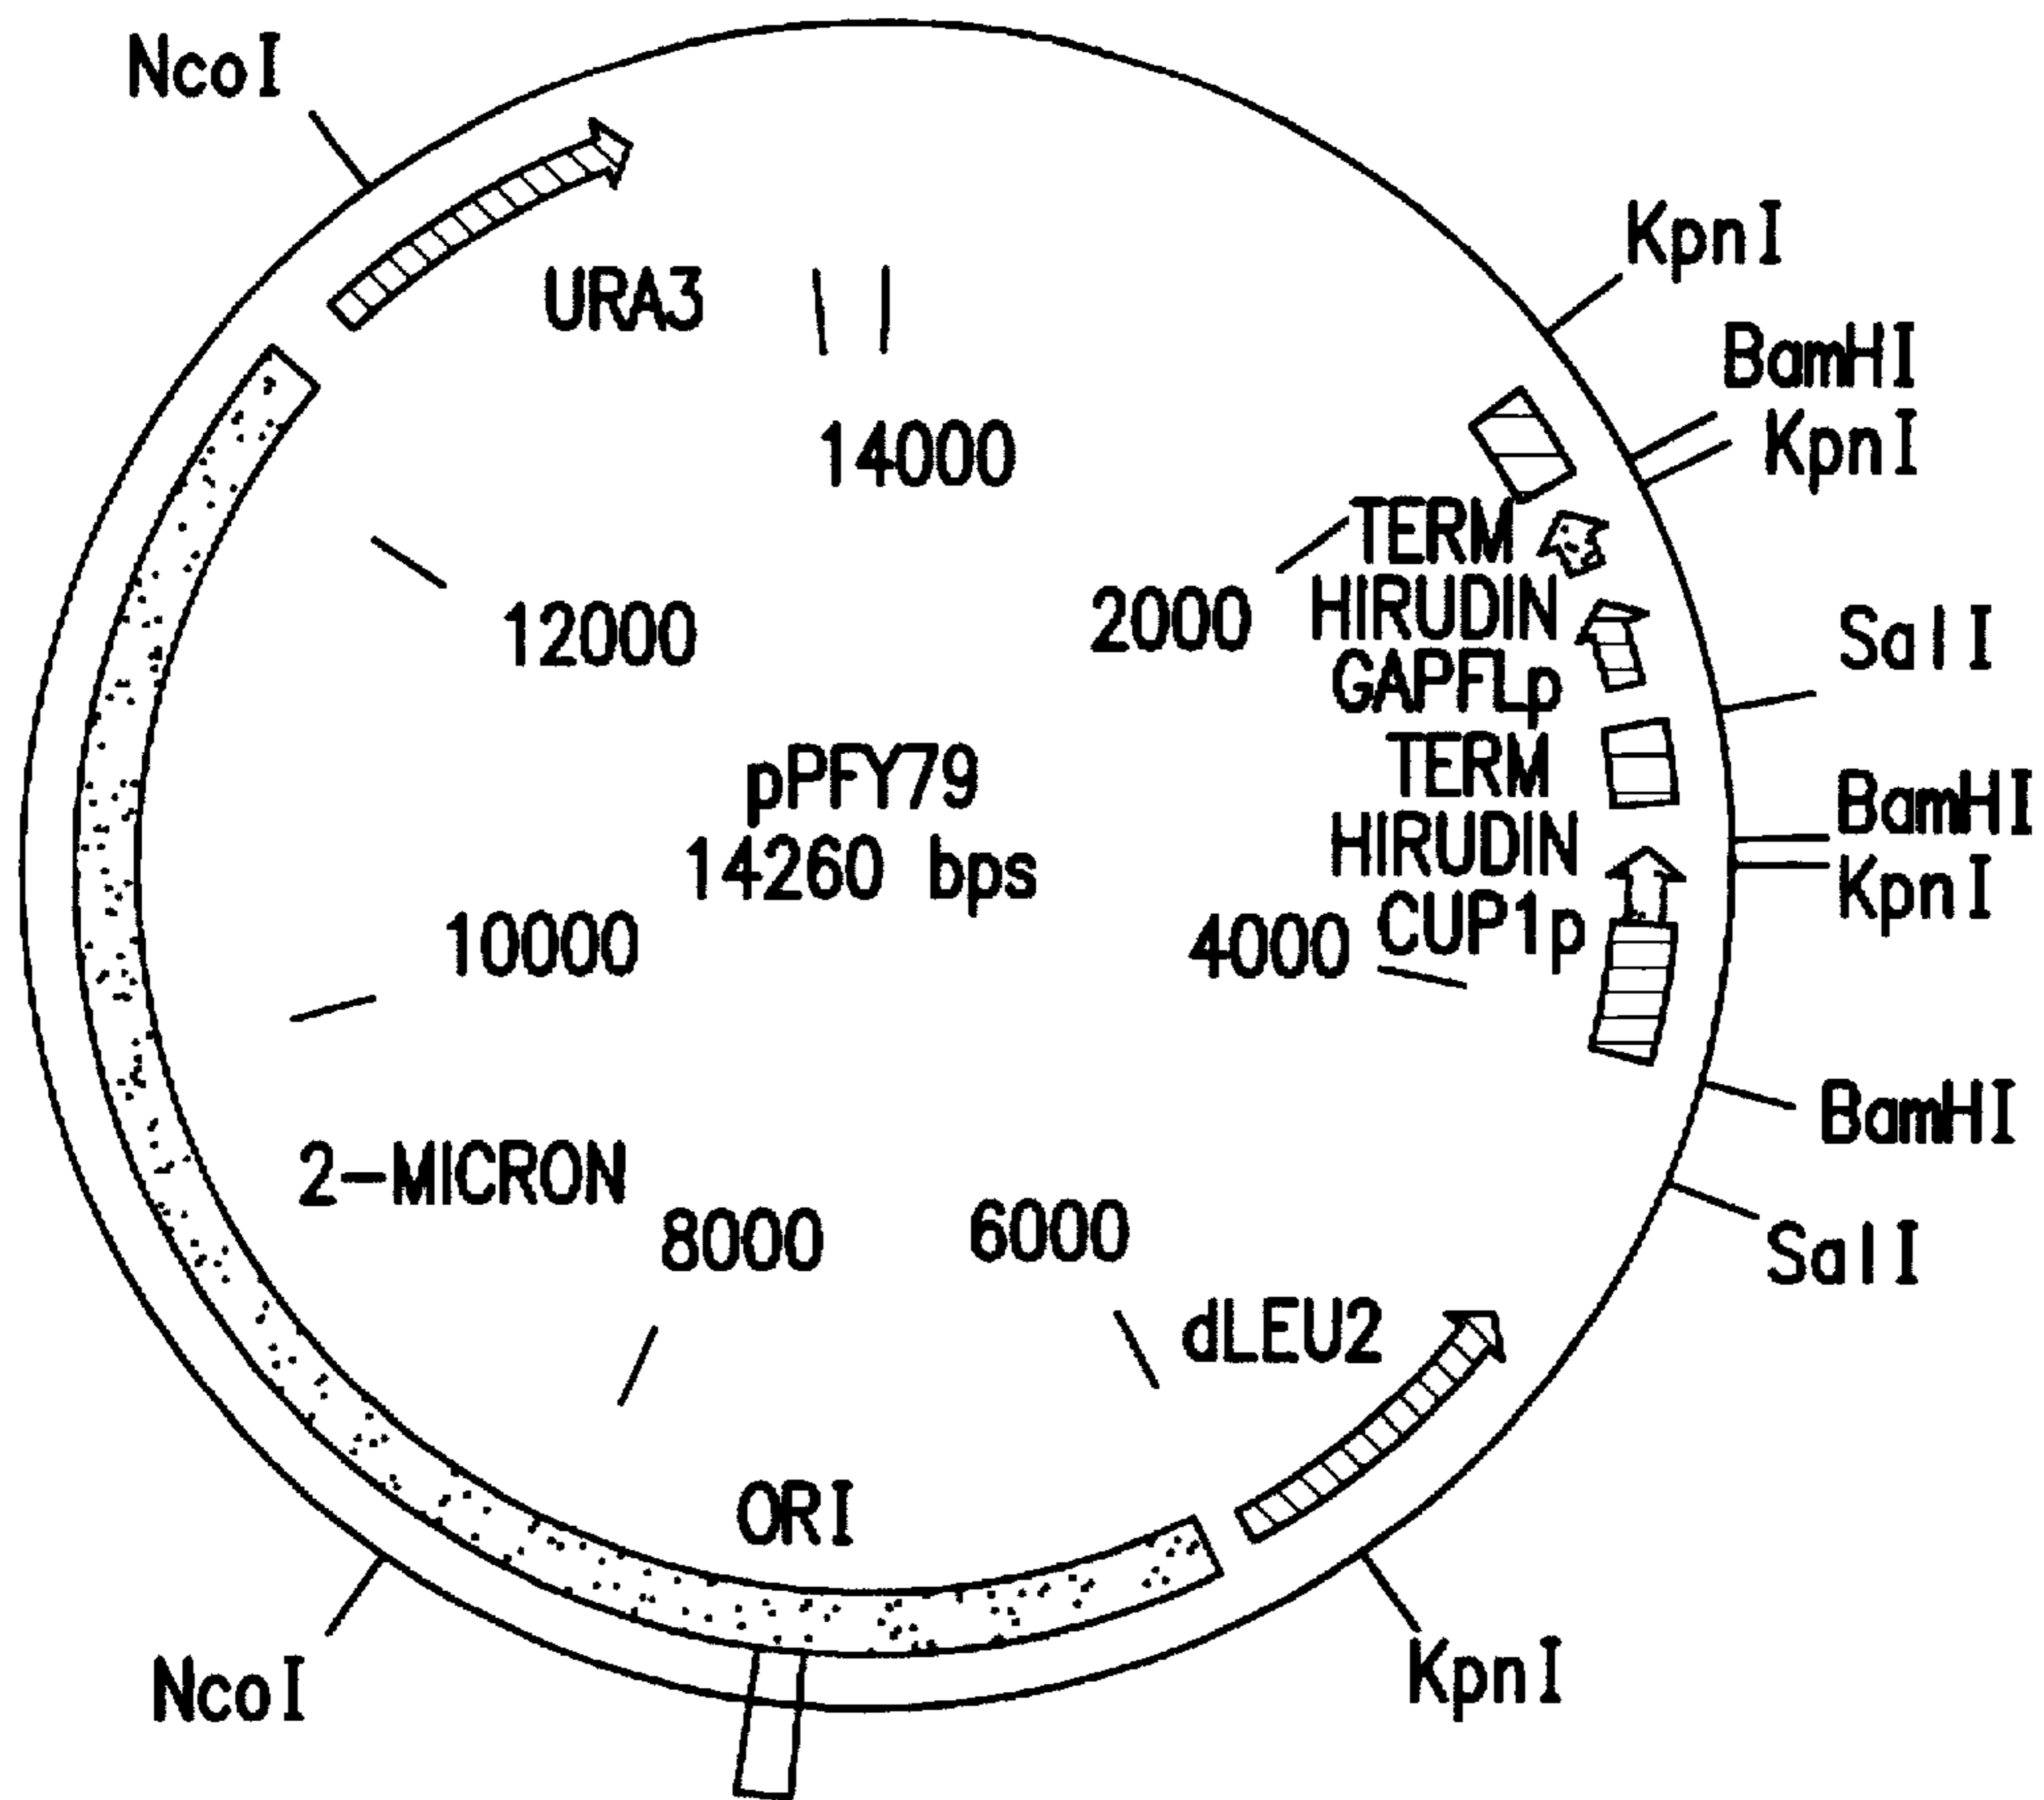 NcoI
URA3
KpnI
BamHI
KpnI
14000
TERM
HIRUDIN
GAPFLp
2000
12000
SalI
TERM
HIRUDIN
CUP1p
pPFY79
14260 bps
BamHI
KpnI
10000
4000
BamHI
2-MICRON
8000
6000
SalI
dLEU2
ORI
NcoI
KpnI